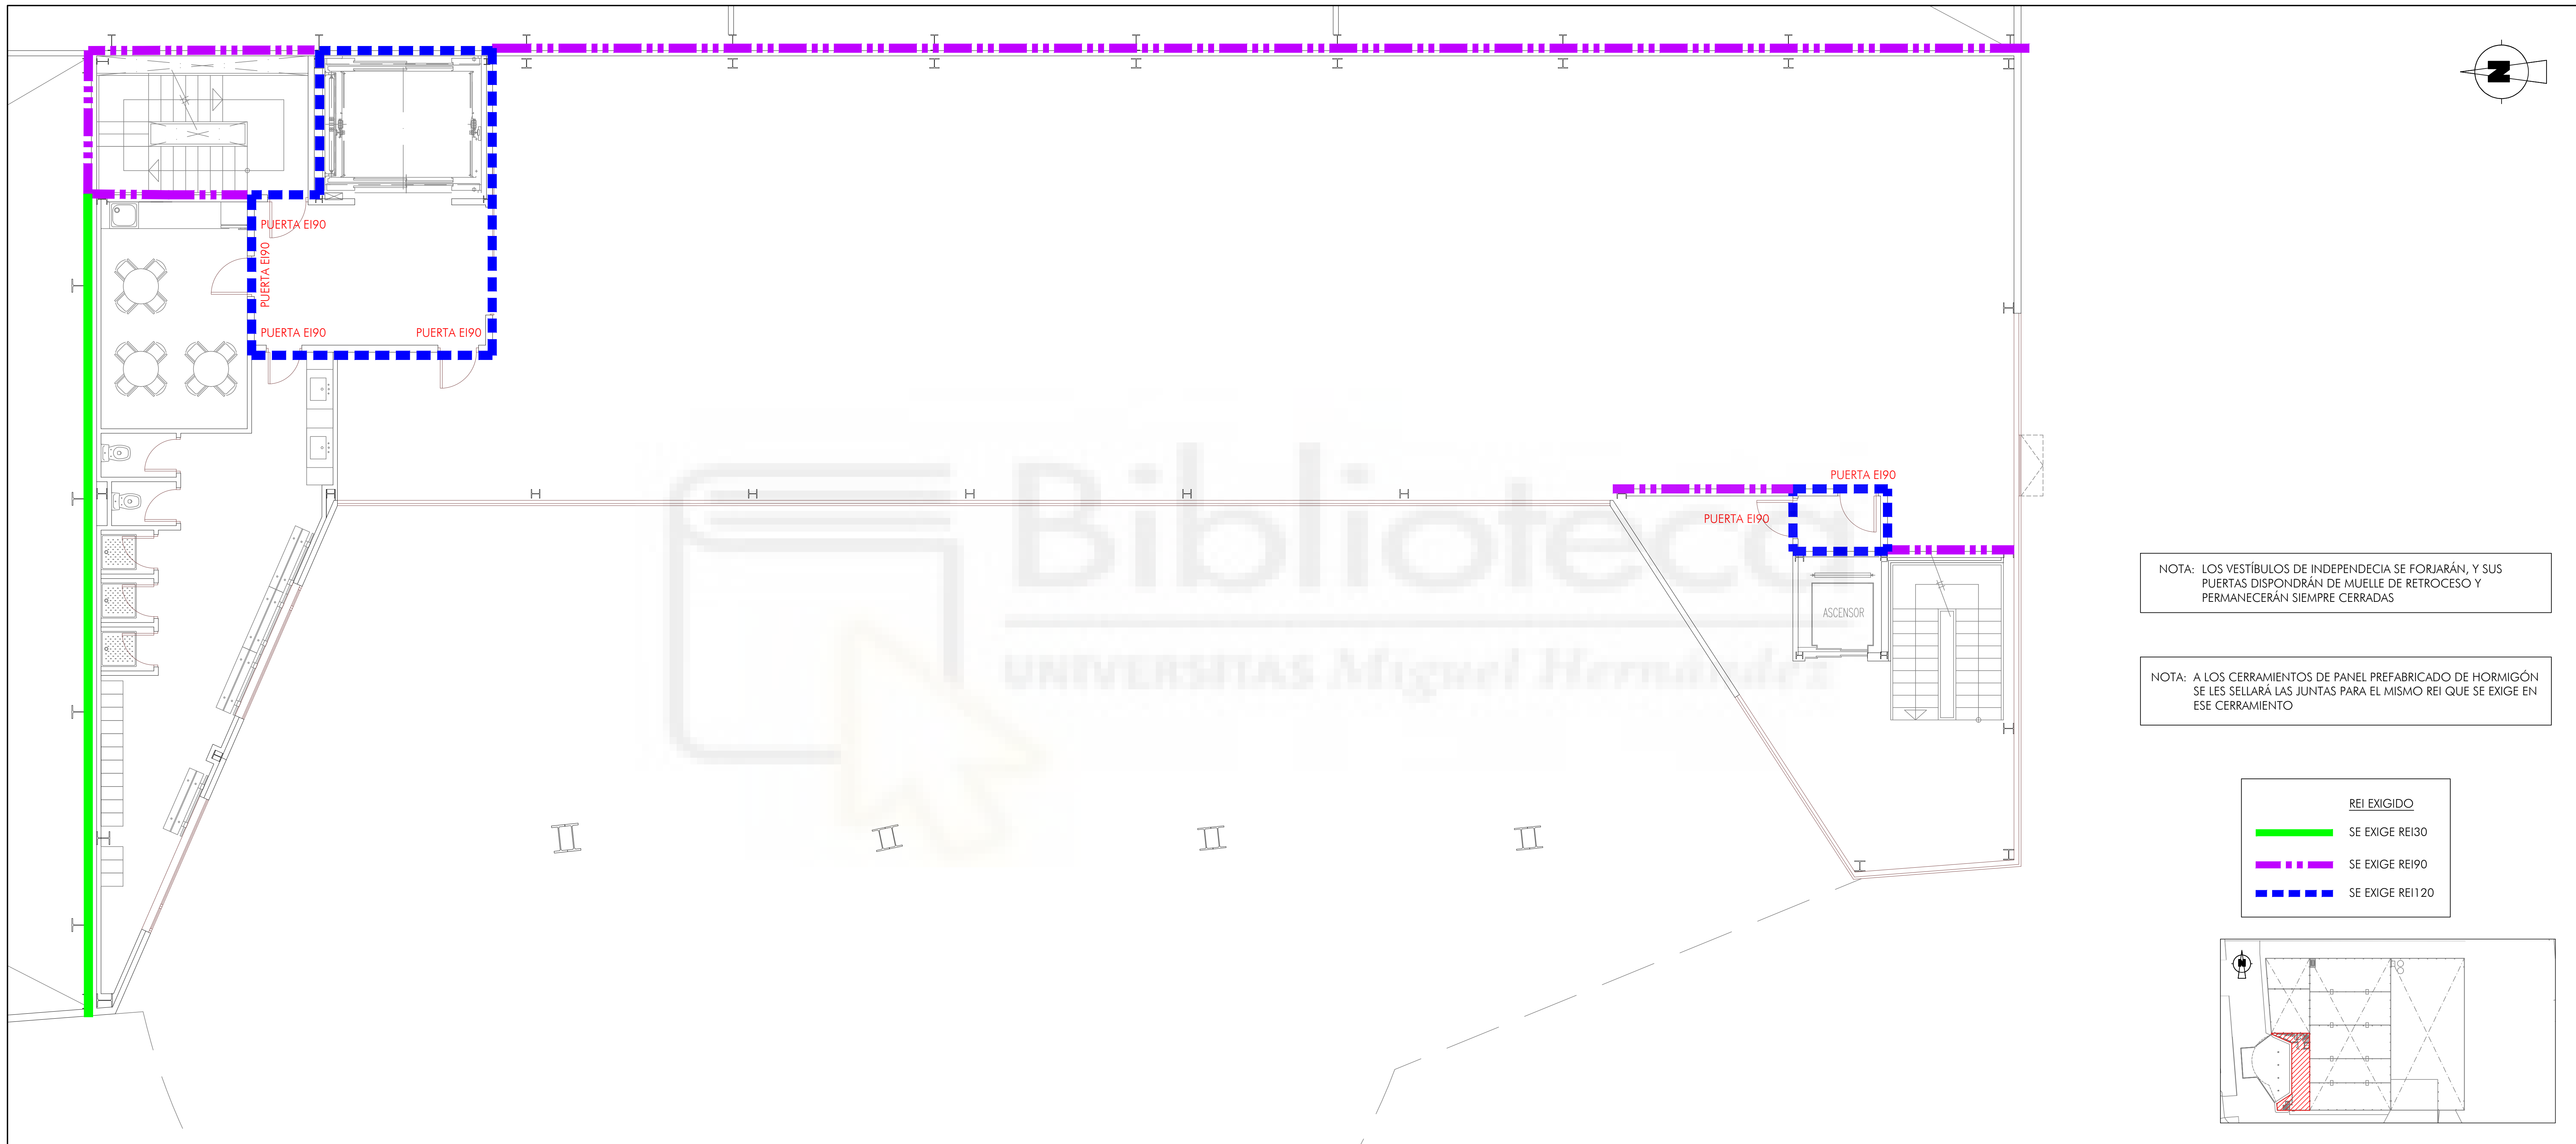 N
PUERTA EI90
PUERTA EI90
PUERTA EI90
PUERTA EI90
PUERTA EI90
PUERTA EI90
ASCENSOR
Biblioteca
UNIVERSITAS Miguel Hernández
NOTA: LOS VESTÍBULOS DE INDEPENDECIA SE FORJARÁN, Y SUS
PUERTAS DISPONDRÁN DE MUELLE DE RETROCESO Y
PERMANECERÁN SIEMPRE CERRADAS
NOTA: A LOS CERRAMIENTOS DE PANEL PREFABRICADO DE HORMIGÓN
SE LES SELLARÁ LAS JUNTAS PARA EL MISMO REI QUE SE EXIGE EN
ESE CERRAMIENTO
REI EXIGIDO
SE EXIGE REI30
SE EXIGE REI90
SE EXIGE REI120
N